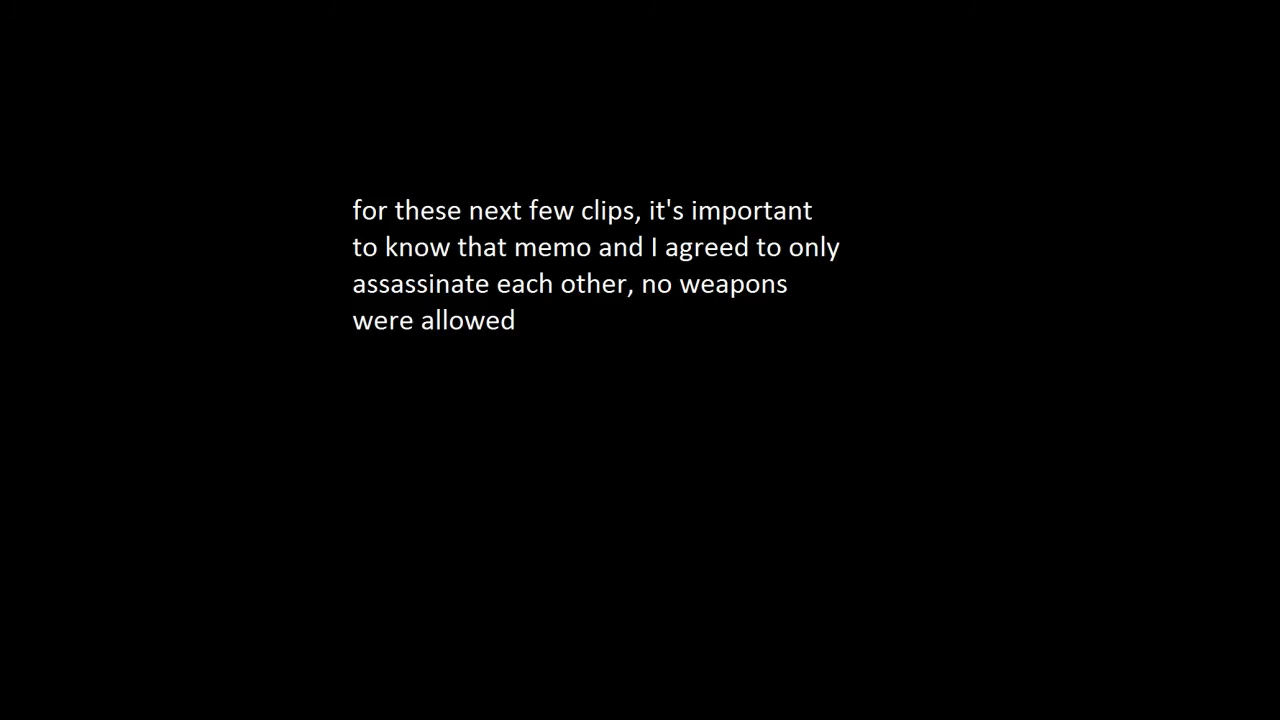 for these next few clips, it's important
to know that memo and I agreed to only
assassinate each other, no weapons
were allowed